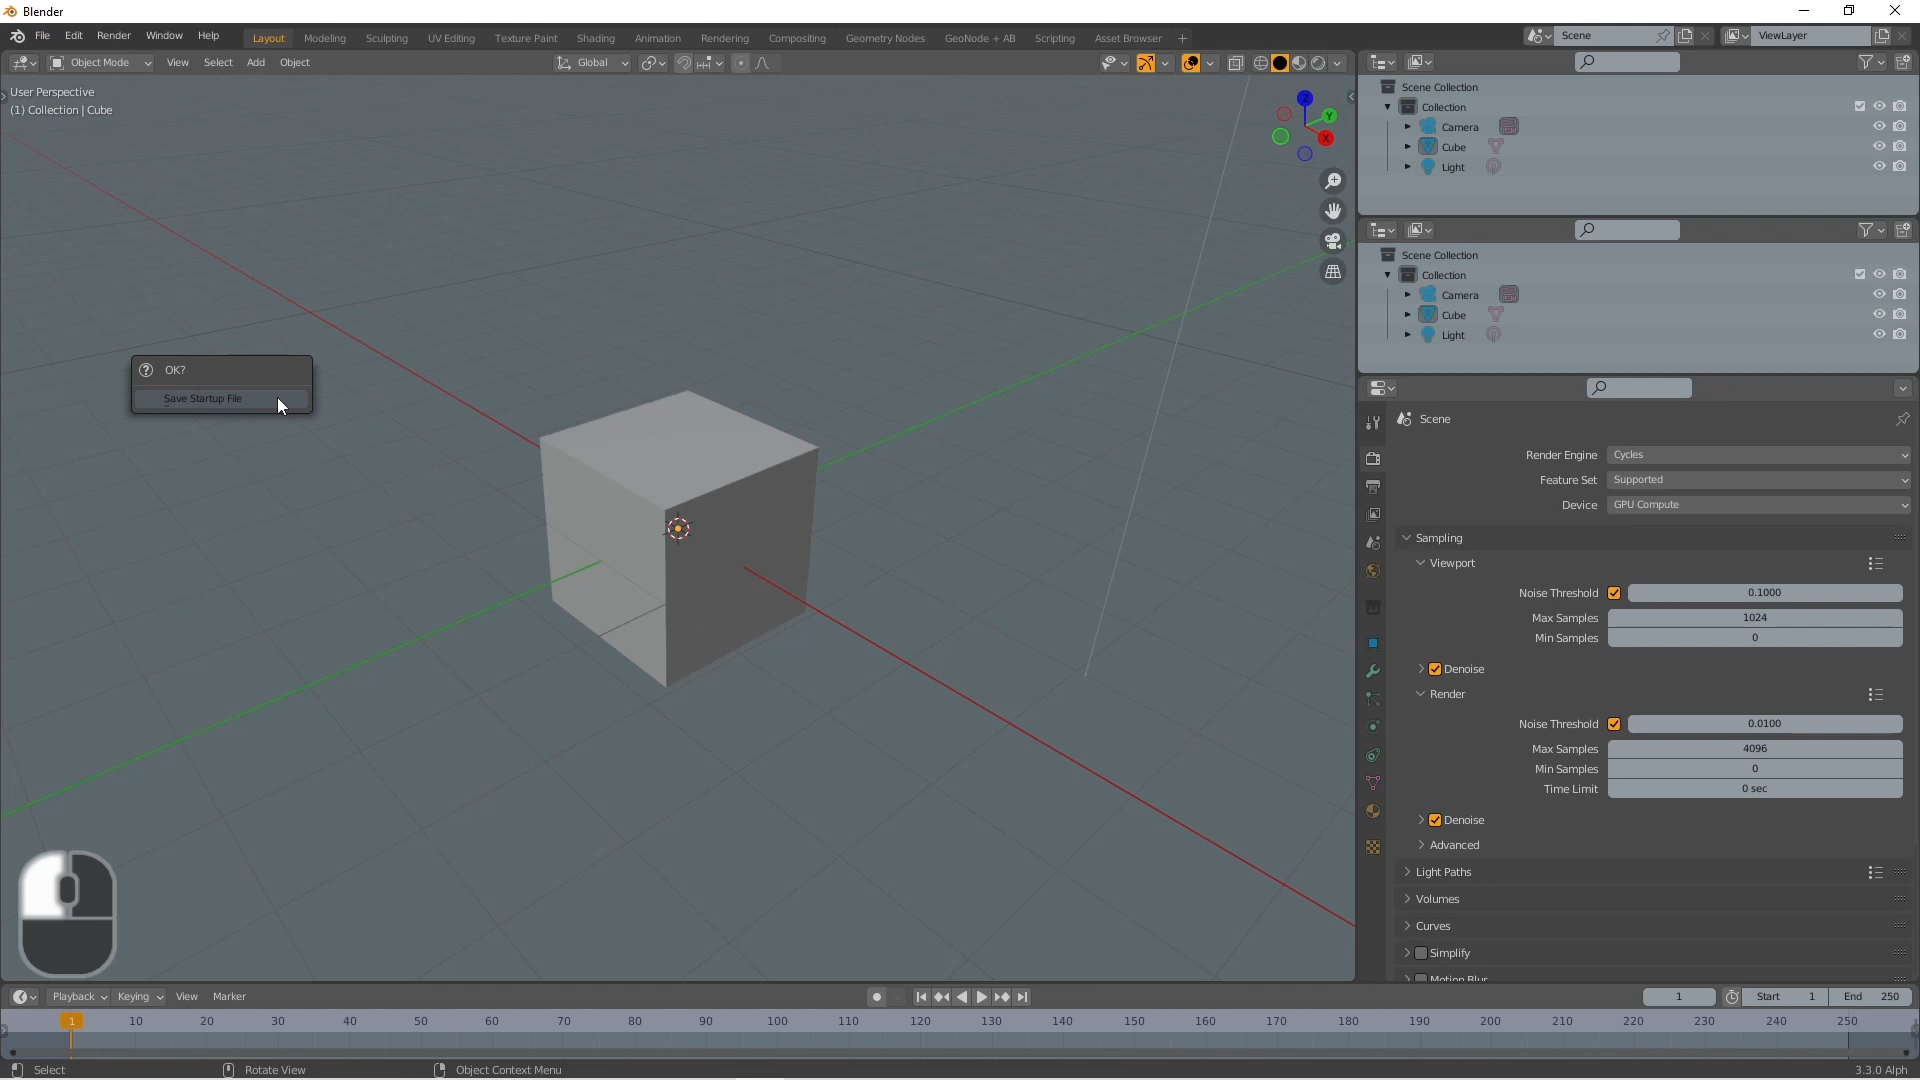 Blender
File Edit Render Window Help
Layout Modeling Sculpting UV Editing Texture Paint Shading Animation Rendering Compositing Geometry Nodes GeoNode + AB Scripting Asset Browser +
Scene
ViewLayer
Object Mode View Select Add Object
Global
User Perspective
(1) Collection | Cube
Z
Y
X
Scene Collection
Collection
Camera
Cube
Light
Scene Collection
Collection
Camera
Cube
Light
OK?
Save Startup File
Scene
Render Engine Cycles
Feature Set Supported
Device GPU Compute
Sampling
Viewport
Noise Threshold 0.1000
Max Samples 1024
Min Samples 0
Denoise
Render
Noise Threshold 0.0100
Max Samples 4096
Min Samples 0
Time Limit 0 sec
Denoise
Advanced
Light Paths
Volumes
Curves
Simplify
Motion Blur
Playback Keying View Marker
1 Start 1 End 250
1 10 20 30 40 50 60 70 80 90 100 110 120 130 140 150 160 170 180 190 200 210 220 230 240 250
Select Rotate View Object Context Menu
3.3.0 Alph